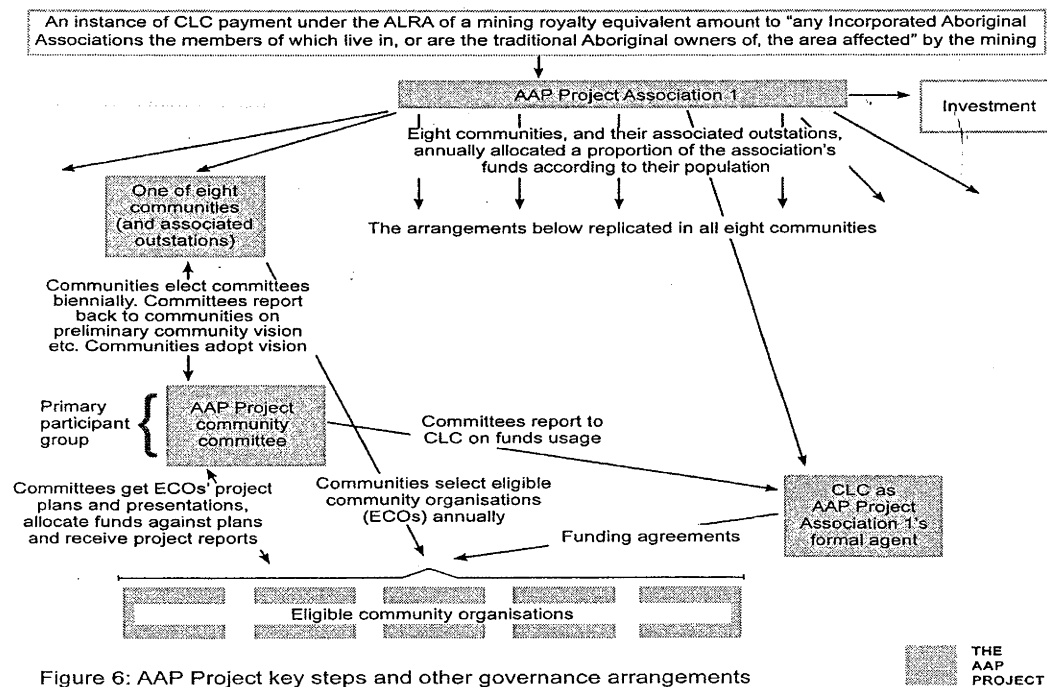 An instance of CLC payment under the ALRA of a mining royalty equivalent amount to “any Incorporated Aboriginal
Associations the members of which live in, or are the traditional Aboriginal owners of, the area affected” by the mining
AAP Project Association 1
Investment
Eight communities, and their associated outstations,
annually allocated a proportion of the association's
funds according to their population
One of eight
communities
(and associated
outstations)
The arrangements below replicated in all eight communities
Communities elect committees
biennially. Committees report
back to communities on
preliminary community vision
etc. Communities adopt vision
Primary
participant
group
AAP Project
community
committee
Committees report to
CLC on funds usage
Committees get ECOs' project
plans and presentations,
allocate funds against plans
and receive project reports
Communities select eligible
community organisations
(ECOs) annually
CLC as
AAP Project
Association 1's
formal agent
Funding agreements
Eligible community organisations
Figure 6: AAP Project key steps and other governance arrangements
THE
AAP
PROJECT